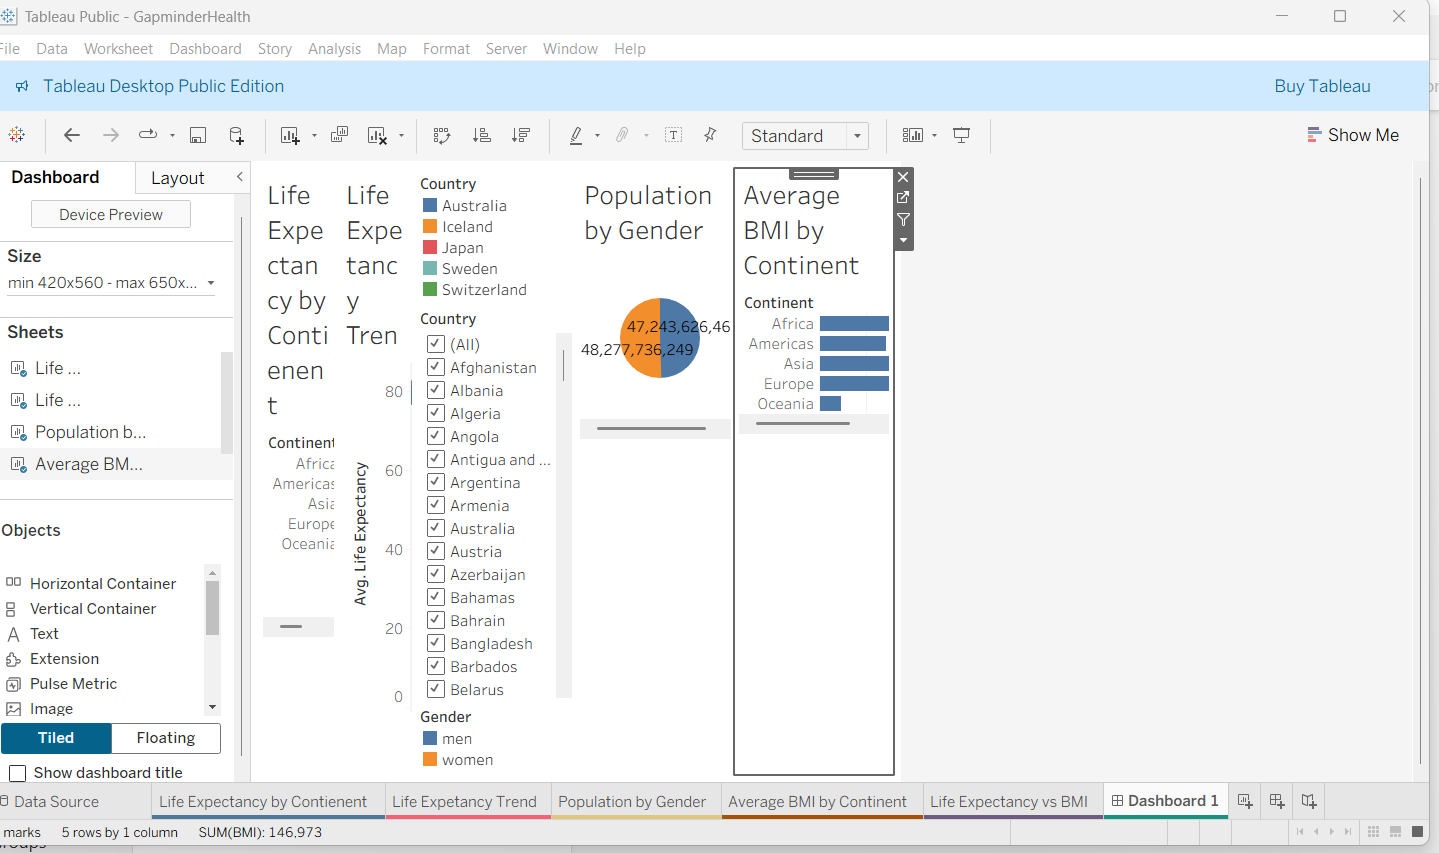 Tableau Public - GapminderHealth
File Data Worksheet Dashboard Story Analysis Map Format Server Window Help
Tableau Desktop Public Edition
Buy Tableau
Standard
Show Me
Dashboard
Layout
Device Preview
Size
min 420x560 - max 650x...
Sheets
Life ...
Life ...
Population b...
Average BM...
Objects
Horizontal Container
Vertical Container
Text
Extension
Pulse Metric
Image
Tiled
Floating
Show dashboard title
Life
Expe
ctan
cy by
Conti
enen
t
Continent
Africa
Americas
Asia
Europe
Oceania
Life
Expe
tanc
y
Tren
Avg. Life Expectancy
80
60
40
20
0
Country
Australia
Iceland
Japan
Sweden
Switzerland
Country
(All)
Afghanistan
Albania
Algeria
Angola
Antigua and ...
Argentina
Armenia
Australia
Austria
Azerbaijan
Bahamas
Bahrain
Bangladesh
Barbados
Belarus
Gender
men
women
Population
by Gender
47,243,626,46
48,277,736,249
Average
BMI by
Continent
Continent
Africa
Americas
Asia
Europe
Oceania
Data Source
Life Expectancy by Contienent
Life Expetancy Trend
Population by Gender
Average BMI by Continent
Life Expectancy vs BMI
Dashboard 1
marks 5 rows by 1 column SUM(BMI): 146,973